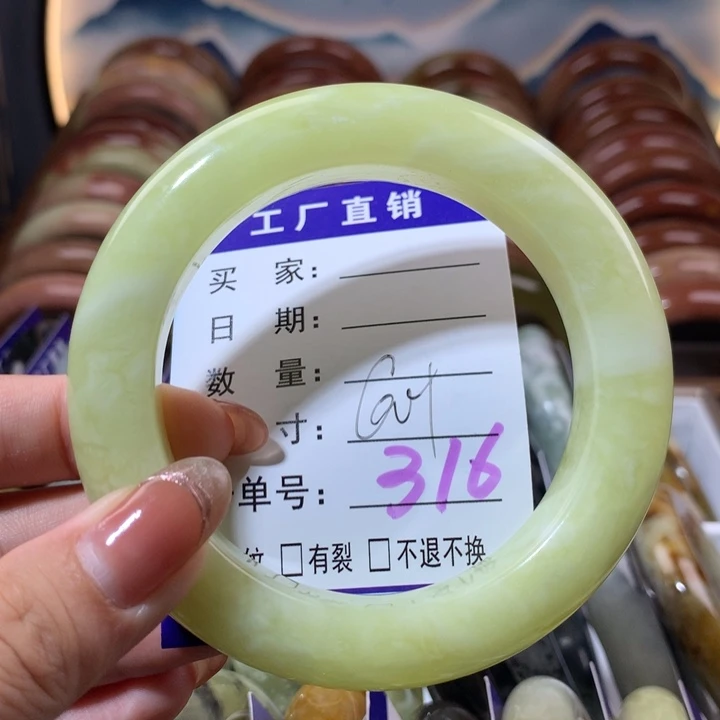 工厂直销
买 家:
日 期:
数 量:
寸:
单号: 316
□有裂 □不退不换